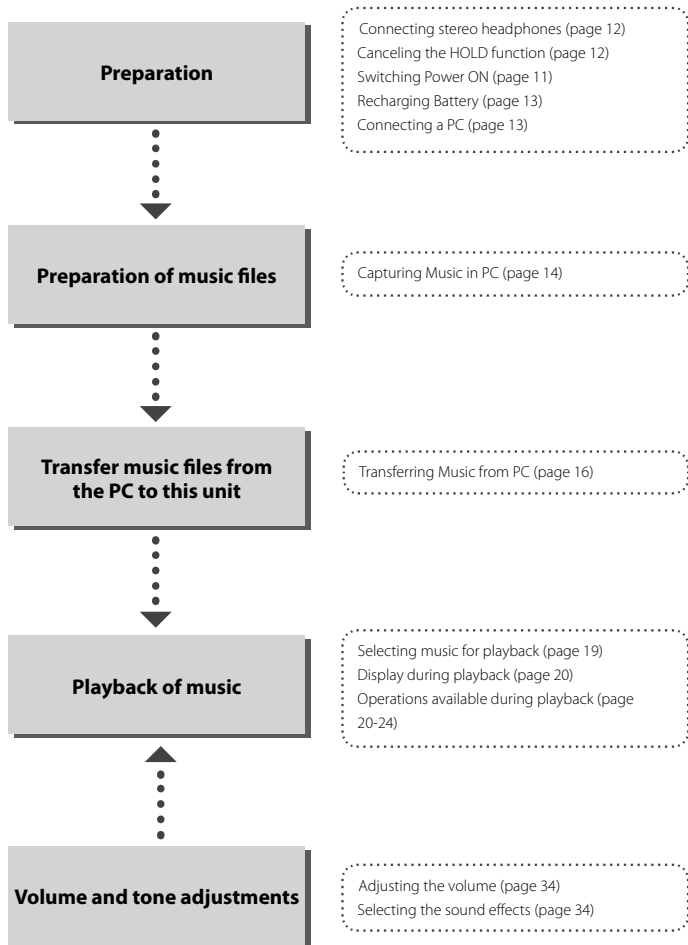 Preparation
Connecting stereo headphones (page 12)
Canceling the HOLD function (page 12)
Switching Power ON (page 11)
Recharging Battery (page 13)
Connecting a PC (page 13)
Preparation of music files
Capturing Music in PC (page 14)
Transfer music files from
the PC to this unit
Transferring Music from PC (page 16)
Playback of music
Selecting music for playback (page 19)
Display during playback (page 20)
Operations available during playback (page
20-24)
Volume and tone adjustments
Adjusting the volume (page 34)
Selecting the sound effects (page 34)